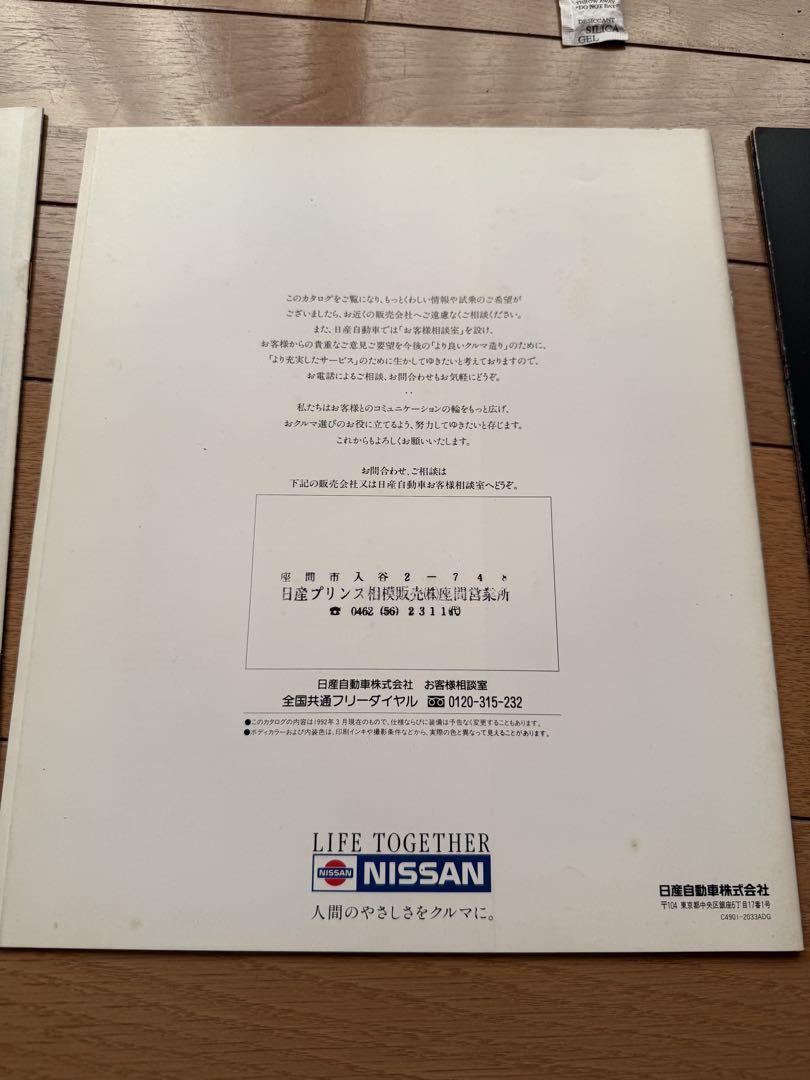 THROW AWAY
"DO NOT EAT"
DESICCANT
SILICA
GEL
このカタログをご覧になり、もっとくわしい情報や試乗のご希望が
ございましたら、お近くの販売会社へご遠慮なくご相談ください。
また、日産自動車では「お客様相談室」を設け、
お客様からの貴重なご意見ご要望を今後の「より良いクルマ造り」のために、
「より充実したサービス」のために生かしてゆきたいと考えておりますので、
お電話によるご相談、お問合わせもお気軽にどうぞ。
私たちはお客様とのコミュニケーションの輪をもっと広げ、
おクルマ選びのお役に立てるよう、努力してゆきたいと存じます。
これからもよろしくお願いいたします。
お問合わせ、ご相談は
下記の販売会社又は日産自動車お客様相談室へどうぞ。
座間市入谷2-748
日産プリンス相模販売㈱座間営業所
☎ 0462 (56) 2311代
日産自動車株式会社 お客様相談室
全国共通フリーダイヤル 0120-315-232
●このカタログの内容は1992年3月現在のもので、仕様ならびに装備は予告なく変更することもあります。
●ボディカラーおよび内装色は、印刷インキや撮影条件などから、実際の色と異なって見えることがあります。
LIFE TOGETHER
NISSAN NISSAN
人間のやさしさをクルマに。
日産自動車株式会社
〒104 東京都中央区銀座6丁目17番1号
C4901-2033ADG